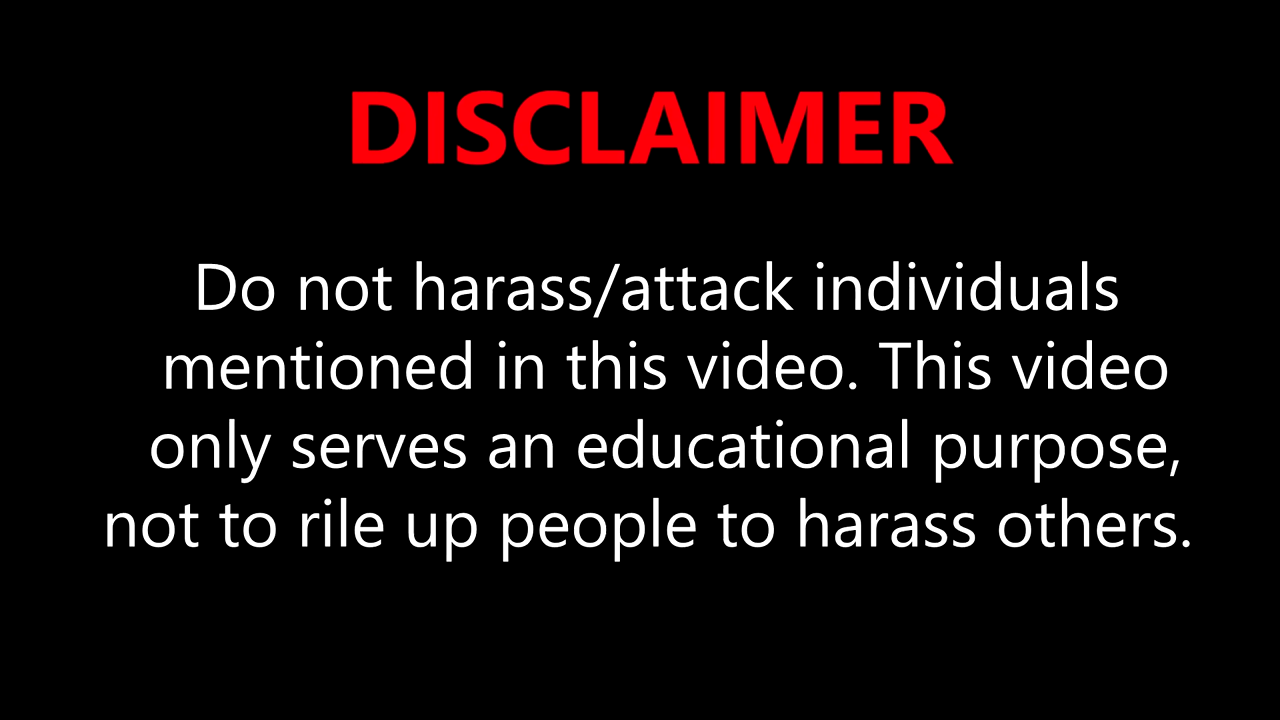 DISCLAIMER
Do not harass/attack individuals
mentioned in this video. This video
only serves an educational purpose,
not to rile up people to harass others.